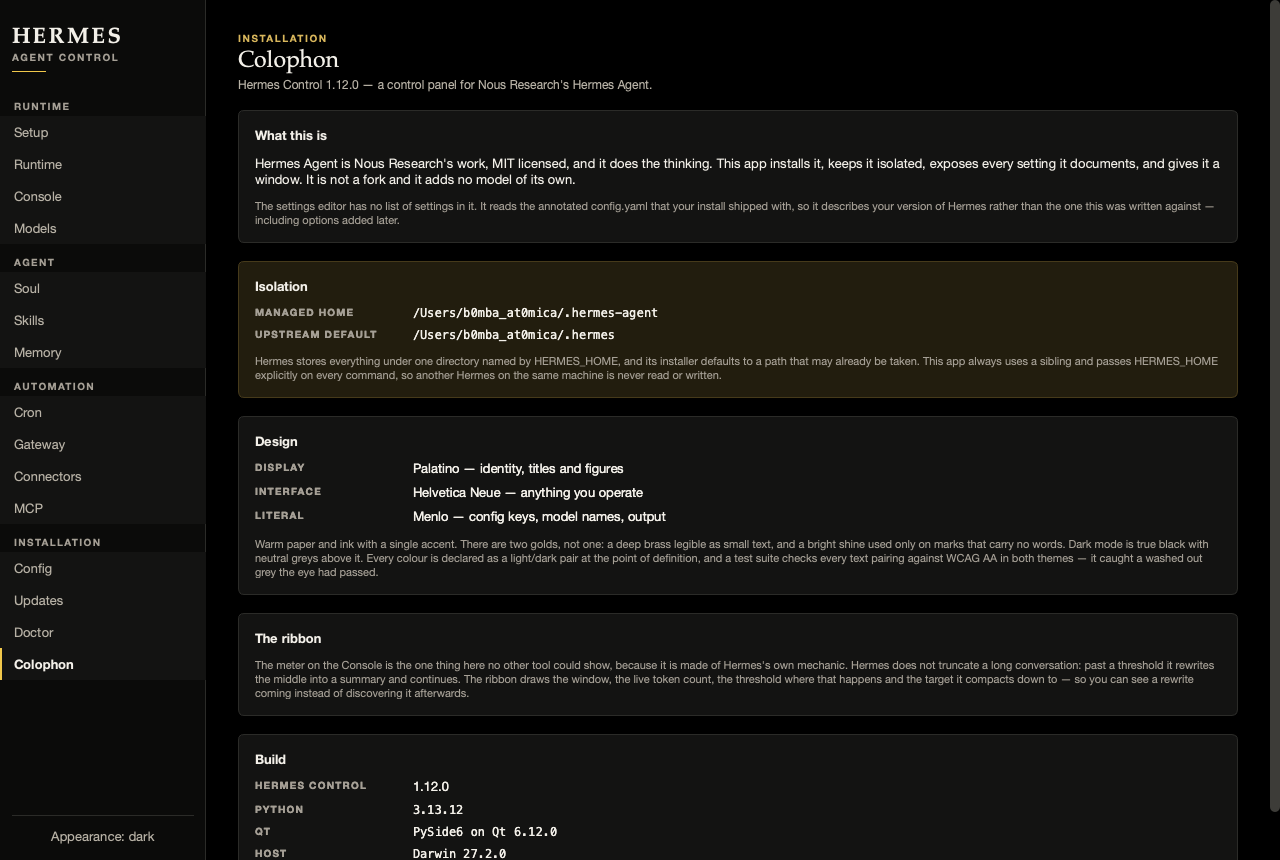 HERMES
AGENT CONTROL
RUNTIME
Setup
Runtime
Console
Models
AGENT
Soul
Skills
Memory
AUTOMATION
Cron
Gateway
Connectors
MCP
INSTALLATION
Config
Updates
Doctor
Colophon
Appearance: dark
INSTALLATION
Colophon
Hermes Control 1.12.0 — a control panel for Nous Research's Hermes Agent.
What this is
Hermes Agent is Nous Research's work, MIT licensed, and it does the thinking. This app installs it, keeps it isolated, exposes every setting it documents, and gives it a
window. It is not a fork and it adds no model of its own.
The settings editor has no list of settings in it. It reads the annotated config.yaml that your install shipped with, so it describes your version of Hermes rather than the one this was written against —
including options added later.
Isolation
MANAGED HOME /Users/b0mba_at0mica/.hermes-agent
UPSTREAM DEFAULT /Users/b0mba_at0mica/.hermes
Hermes stores everything under one directory named by HERMES_HOME, and its installer defaults to a path that may already be taken. This app always uses a sibling and passes HERMES_HOME
explicitly on every command, so another Hermes on the same machine is never read or written.
Design
DISPLAY Palatino — identity, titles and figures
INTERFACE Helvetica Neue — anything you operate
LITERAL Menlo — config keys, model names, output
Warm paper and ink with a single accent. There are two golds, not one: a deep brass legible as small text, and a bright shine used only on marks that carry no words. Dark mode is true black with
neutral greys above it. Every colour is declared as a light/dark pair at the point of definition, and a test suite checks every text pairing against WCAG AA in both themes — it caught a washed out
grey the eye had passed.
The ribbon
The meter on the Console is the one thing here no other tool could show, because it is made of Hermes's own mechanic. Hermes does not truncate a long conversation: past a threshold it rewrites
the middle into a summary and continues. The ribbon draws the window, the live token count, the threshold where that happens and the target it compacts down to — so you can see a rewrite
coming instead of discovering it afterwards.
Build
HERMES CONTROL 1.12.0
PYTHON 3.13.12
QT PySide6 on Qt 6.12.0
HOST Darwin 27.2.0